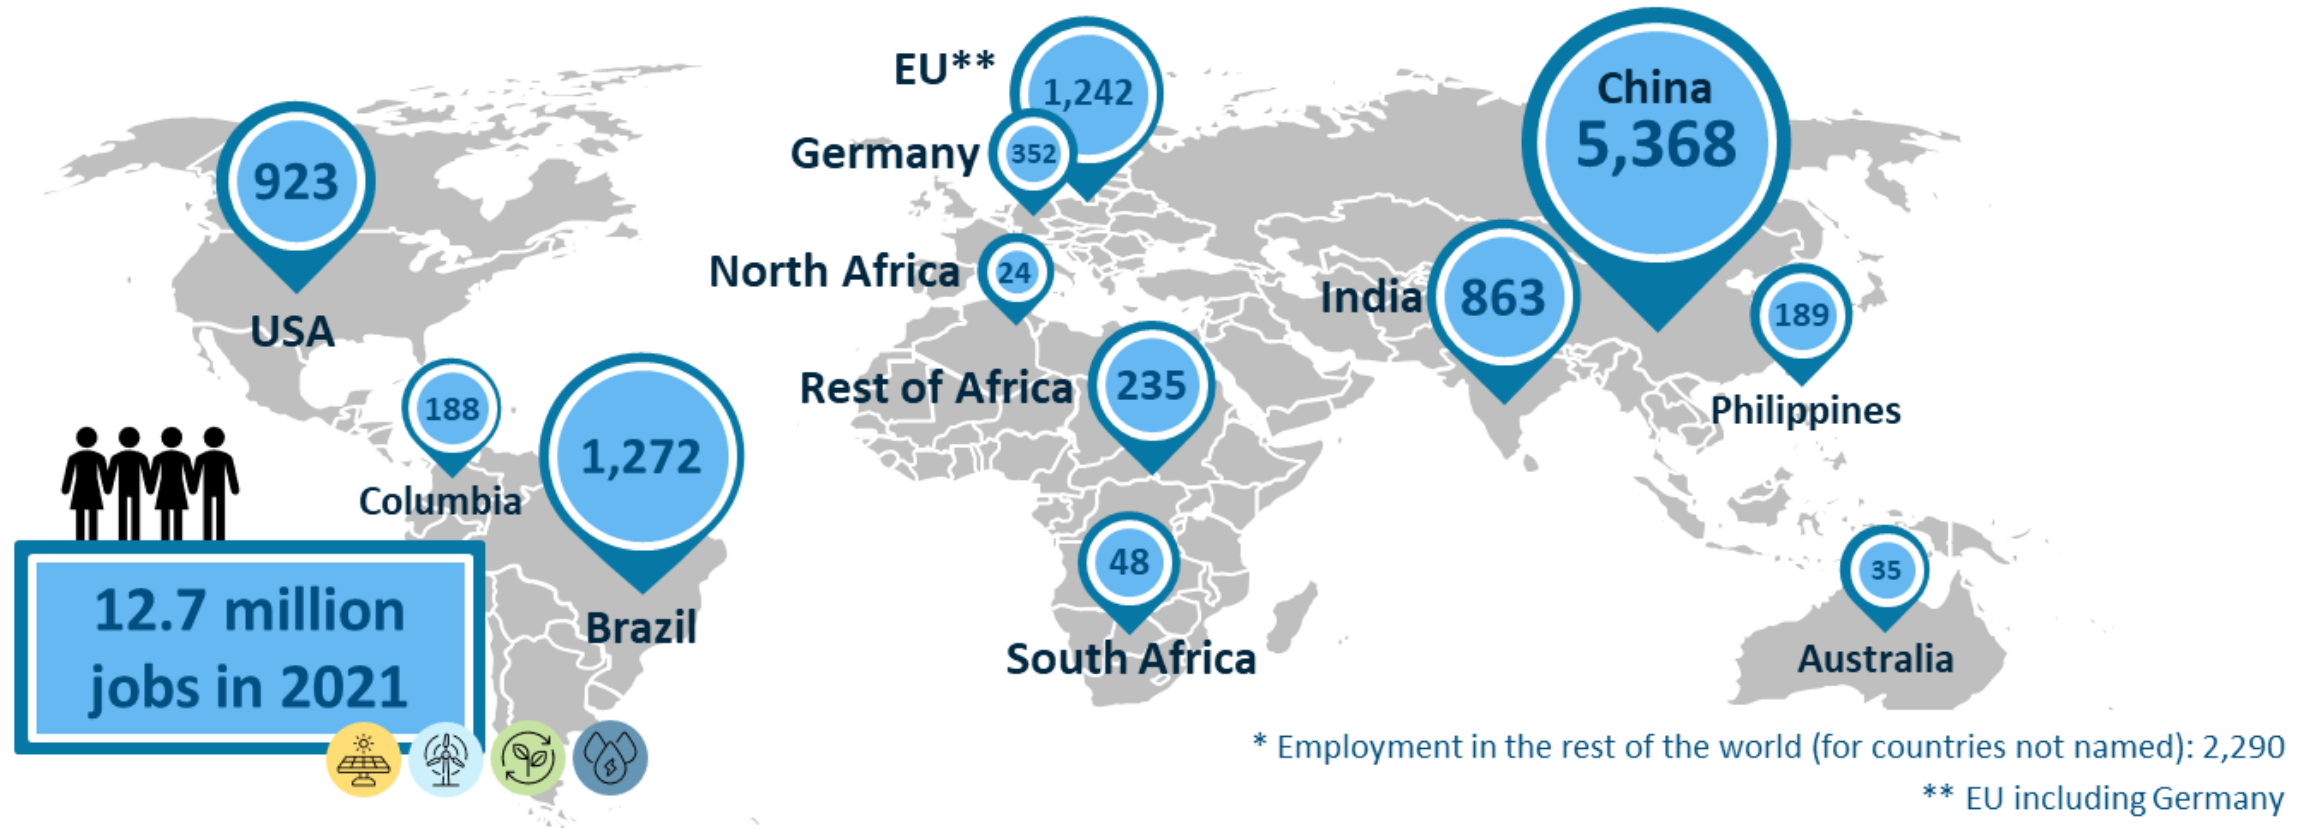 EU**
1,242
China
5,368
Germany
352
923
North Africa
24
India
863
189
USA
Rest of Africa
235
188
Philippines
1,272
Columbia
48
35
12.7 million
jobs in 2021
Brazil
South Africa
Australia
* Employment in the rest of the world (for countries not named): 2,290
** EU including Germany